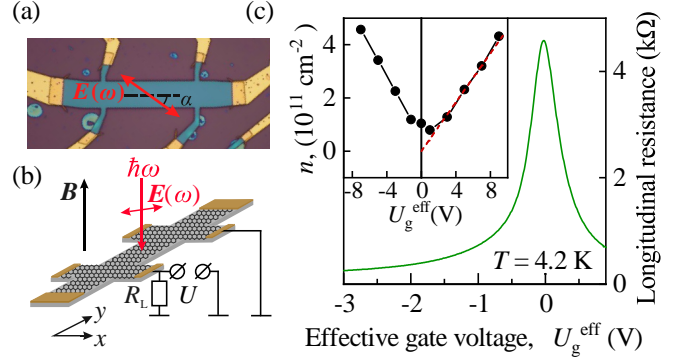 (a)
E(ω)
α
(b)
ħω
B
E(ω)
R_L
U
y
x
(c)
n, (10^11 cm^-2)
4
2
0
-7
-4
0
4
8
U_g^eff(V)
T = 4.2 K
Longitudinal resistance (kΩ)
4
2
0
-3
-2
-1
0
Effective gate voltage, U_g^eff (V)